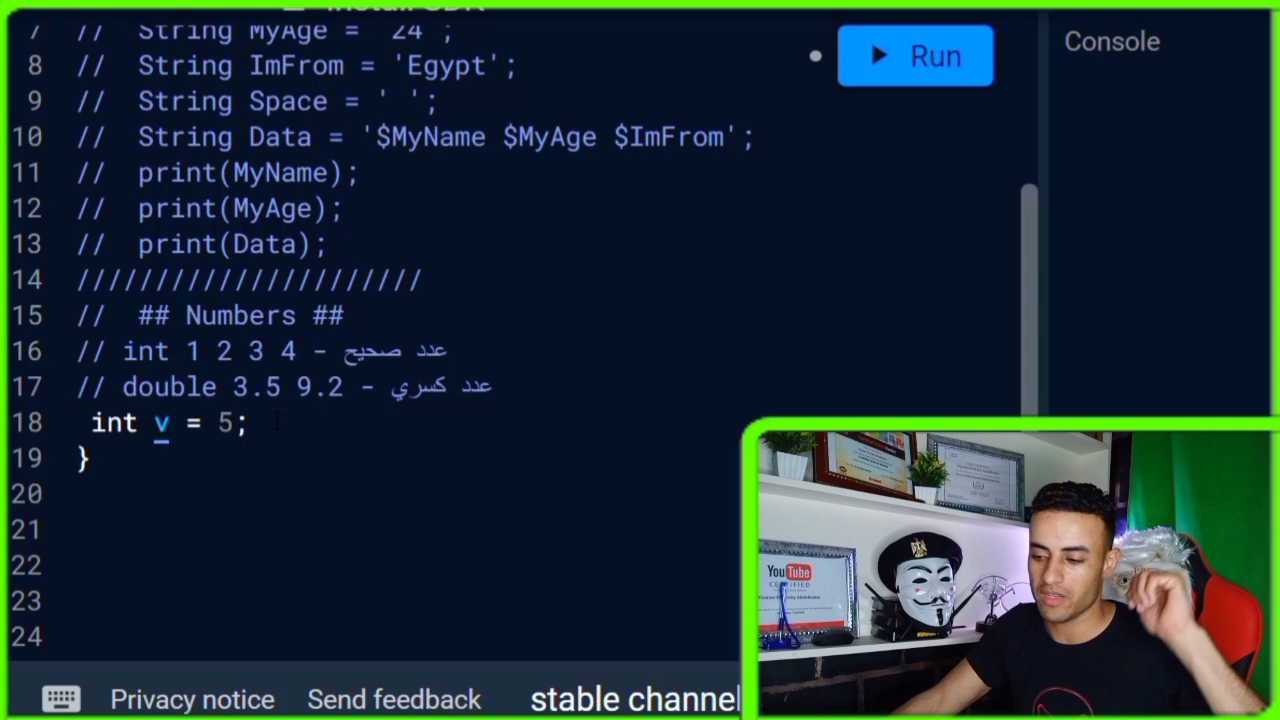 7 // String MyAge = '24';
8 // String ImFrom = 'Egypt';
9 // String Space = ' ';
10 // String Data = '$MyName $MyAge $ImFrom';
11 // print(MyName);
12 // print(MyAge);
13 // print(Data);
14 //////////////////////
15 // ## Numbers ##
16 // int 1 2 3 4 - عدد صحيح
17 // double 3.5 9.2 - عدد كسري
18 int v = 5;
19 }
20
21
22
23
24
Run
Console
Privacy notice
Send feedback
stable channel
YouTube
CERTIFIED